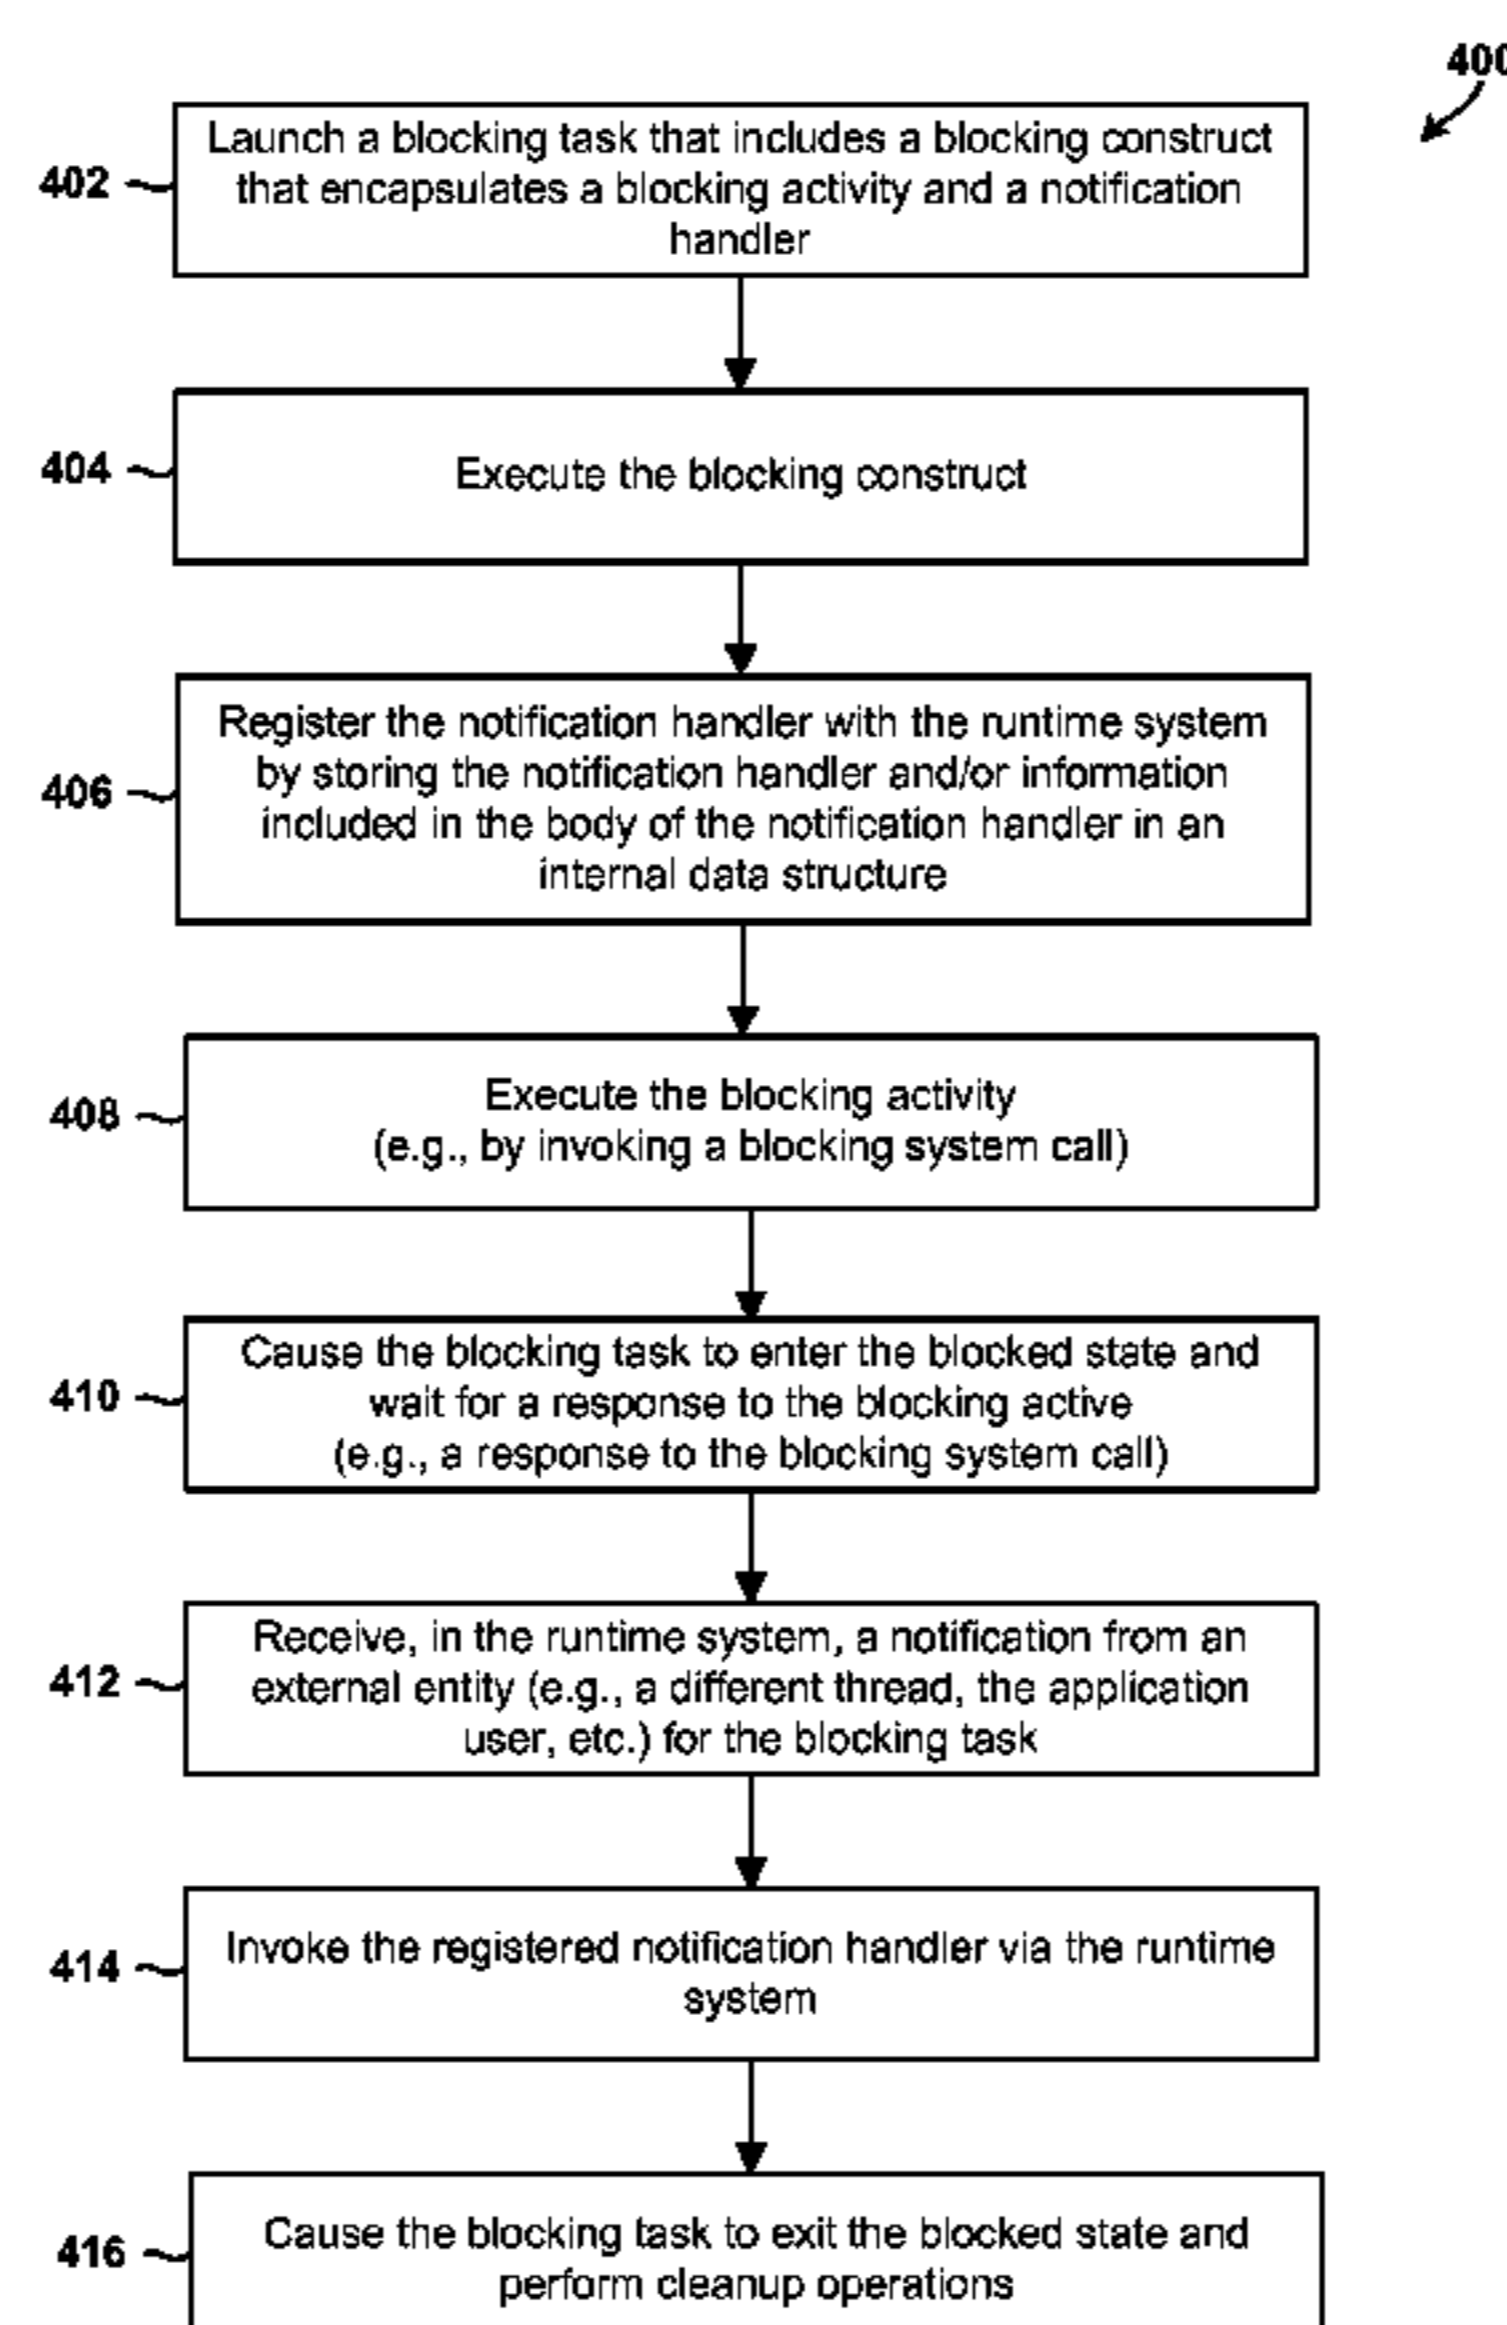 400
402
Launch a blocking task that includes a blocking construct
that encapsulates a blocking activity and a notification
handler
404
Execute the blocking construct
406
Register the notification handler with the runtime system
by storing the notification handler and/or information
included in the body of the notification handler in an
internal data structure
408
Execute the blocking activity
(e.g., by invoking a blocking system call)
410
Cause the blocking task to enter the blocked state and
wait for a response to the blocking active
(e.g., a response to the blocking system call)
412
Receive, in the runtime system, a notification from an
external entity (e.g., a different thread, the application
user, etc.) for the blocking task
414
Invoke the registered notification handler via the runtime
system
416
Cause the blocking task to exit the blocked state and
perform cleanup operations